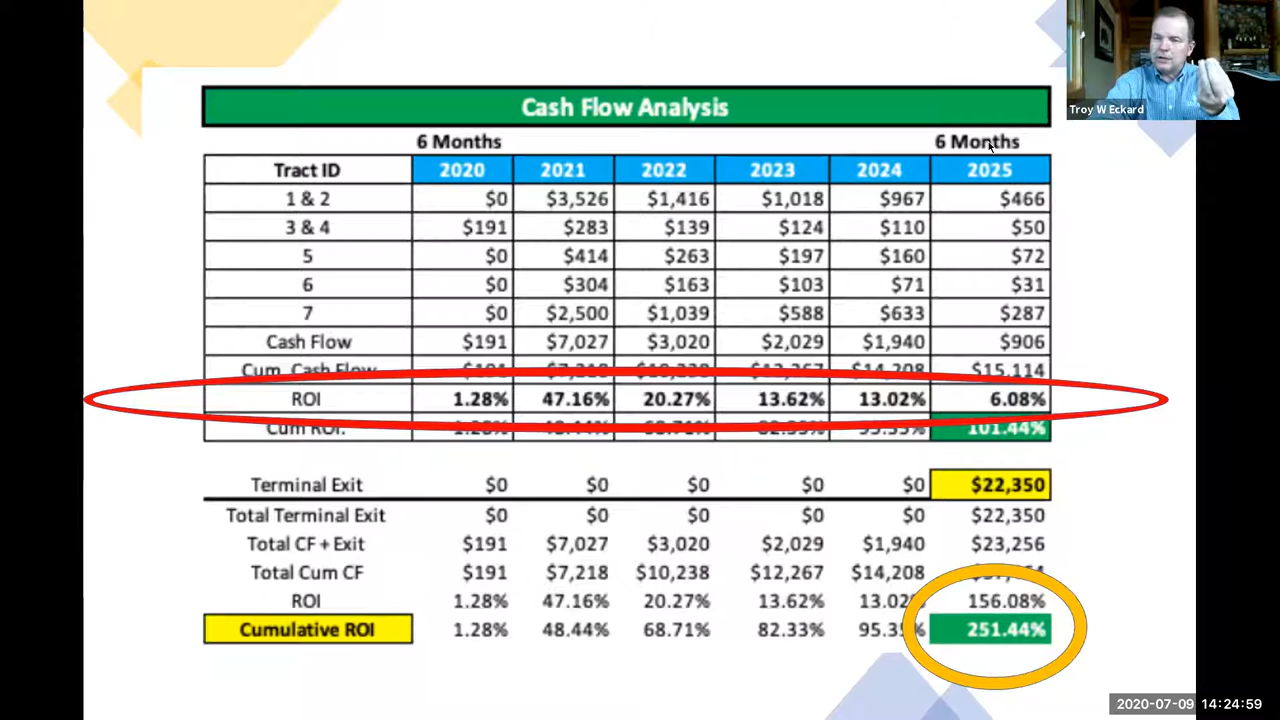 Troy W Eckard
Cash Flow Analysis
6 Months 6 Months
Tract ID 2020 2021 2022 2023 2024 2025
1 & 2 $0 $3,526 $1,416 $1,018 $967 $466
3 & 4 $191 $283 $139 $124 $110 $50
5 $0 $414 $263 $197 $160 $72
6 $0 $304 $163 $103 $71 $31
7 $0 $2,500 $1,039 $588 $633 $287
Cash Flow $191 $7,027 $3,020 $2,029 $1,940 $906
Cum. Cash Flow $191 $7,218 $10,238 $12,267 $14,208 $15,114
ROI 1.28% 47.16% 20.27% 13.62% 13.02% 6.08%
Cum ROI. 1.28% 48.44% 68.71% 82.33% 95.35% 101.44%
Terminal Exit $0 $0 $0 $0 $0 $22,350
Total Terminal Exit $0 $0 $0 $0 $0 $22,350
Total CF + Exit $191 $7,027 $3,020 $2,029 $1,940 $23,256
Total Cum CF $191 $7,218 $10,238 $12,267 $14,208
ROI 1.28% 47.16% 20.27% 13.62% 13.02% 156.08%
Cumulative ROI 1.28% 48.44% 68.71% 82.33% 95.35% 251.44%
2020-07-09 14:24:59